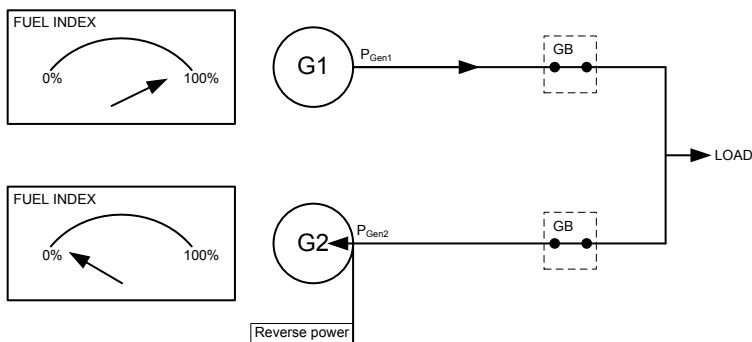 FUEL INDEX
0%
100%
G1
PGen1
GB
LOAD
FUEL INDEX
0%
100%
G2
PGen2
GB
Reverse power